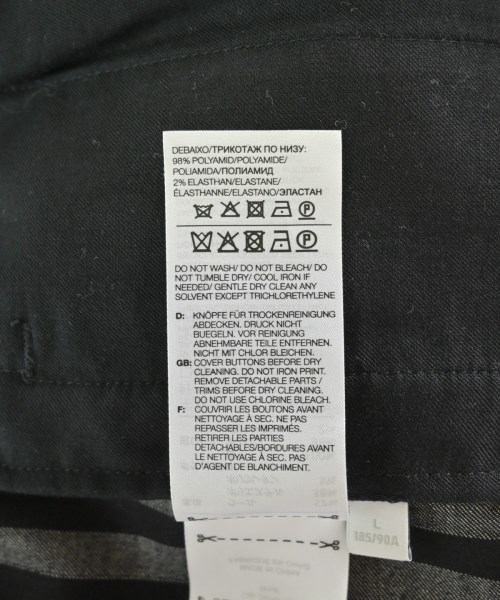 DEBAIXO/ТРИКОТАЖ ПО НИЗУ:
98% POLYAMID/POLYAMIDE/
POLIAMIDA/ПОЛИАМИД
2% ELASTHAN/ELASTANE/
ÉLASTHANNE/ELASTANO/ЭЛАСТАН
P
P
DO NOT WASH/ DO NOT BLEACH/ DO
NOT TUMBLE DRY/ COOL IRON IF
NEEDED/ GENTLE DRY CLEAN ANY
SOLVENT EXCEPT TRICHLORETHYLENE
D: KNÖPFE FÜR TROCKENREINIGUNG
ABDECKEN. DRUCK NICHT
BUEGELN. VOR REINIGUNG
ABNEHMBARE TEILE ENTFERNEN.
NICHT MIT CHLOR BLEICHEN.
GB: COVER BUTTONS BEFORE DRY
CLEANING. DO NOT IRON PRINT.
REMOVE DETACHABLE PARTS/
TRIMS BEFORE DRY CLEANING.
DO NOT USE CHLORINE BLEACH.
F: COUVRIR LES BOUTONS AVANT
NETTOYAGE À SEC. NE PAS
REPASSER LES IMPRIMÉS.
RETIRER LES PARTIES
DÉTACHABLES/BORDURES AVANT
LE NETTOYAGE À SEC. PAS
D'AGENT DE BLANCHIMENT.
L
185/90A